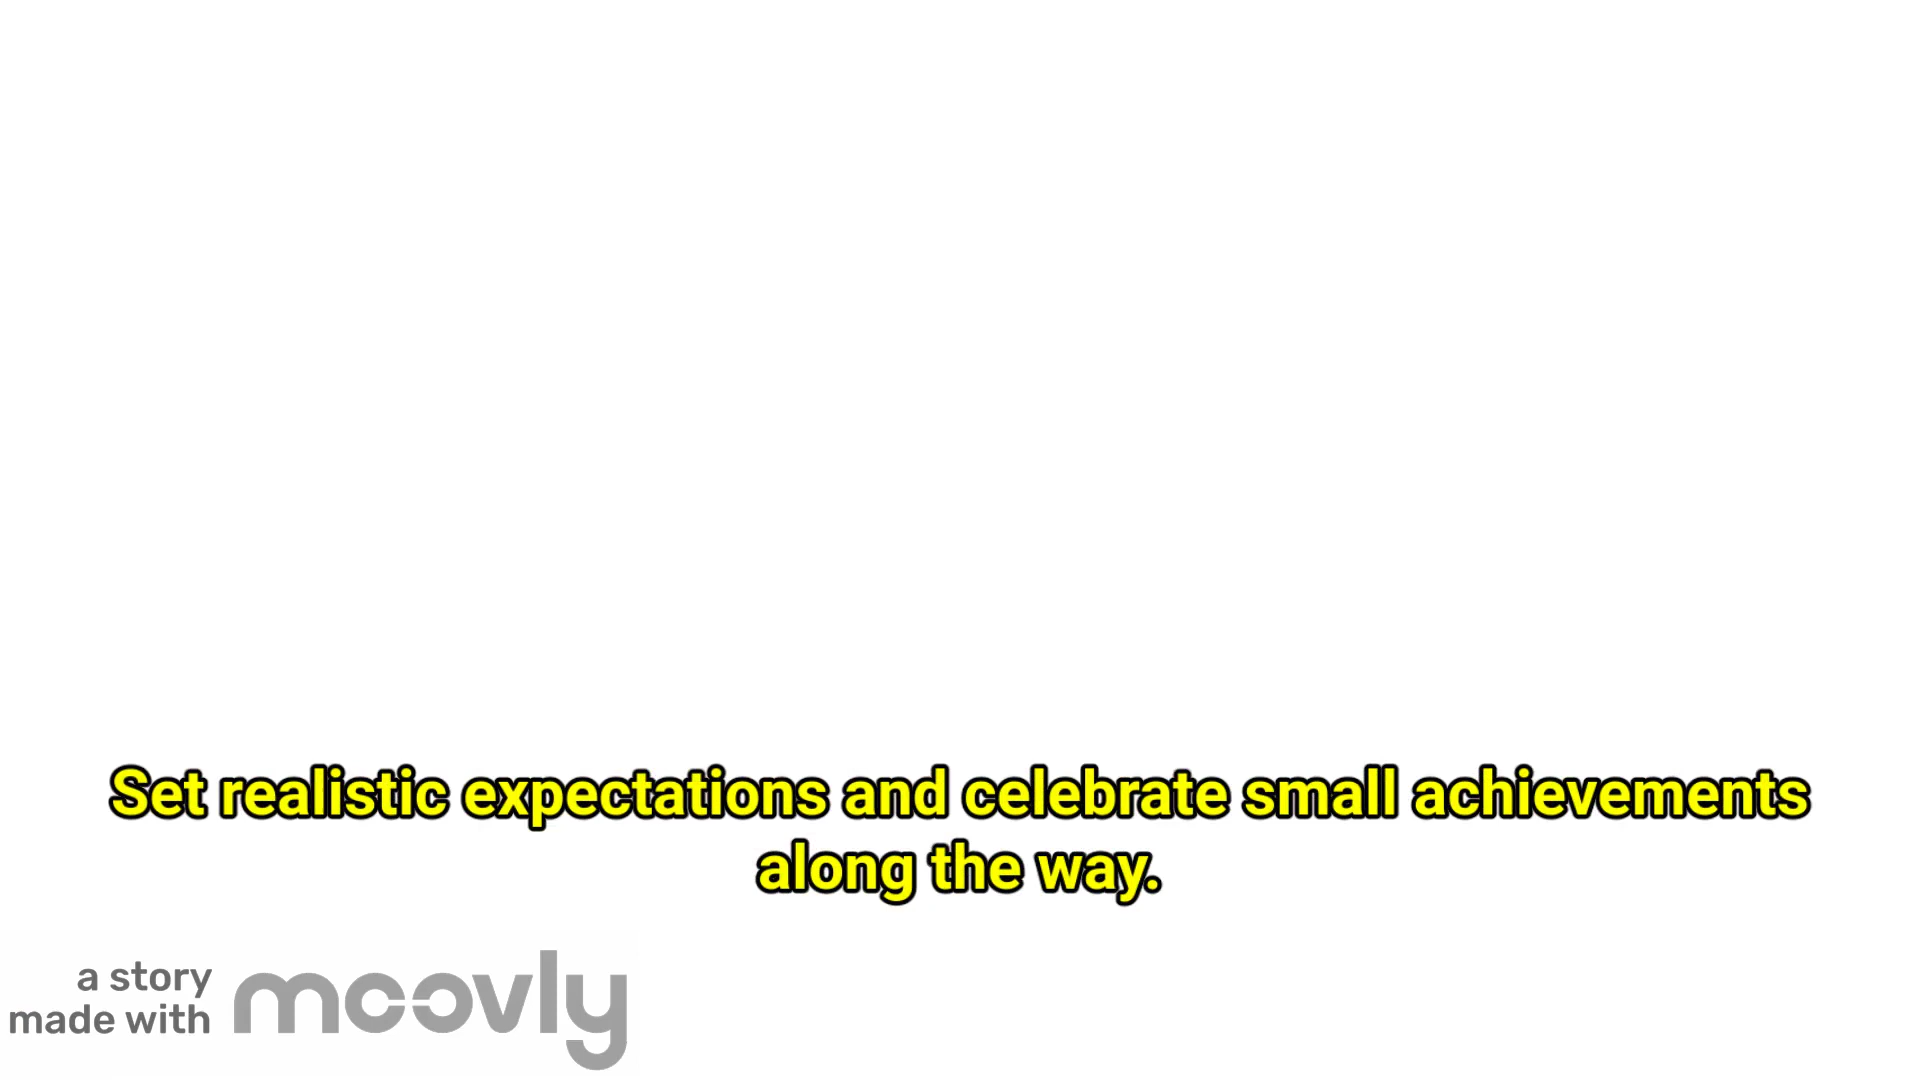 Set realistic expectations and celebrate small achievements
along the way.
a story
made with
moovly